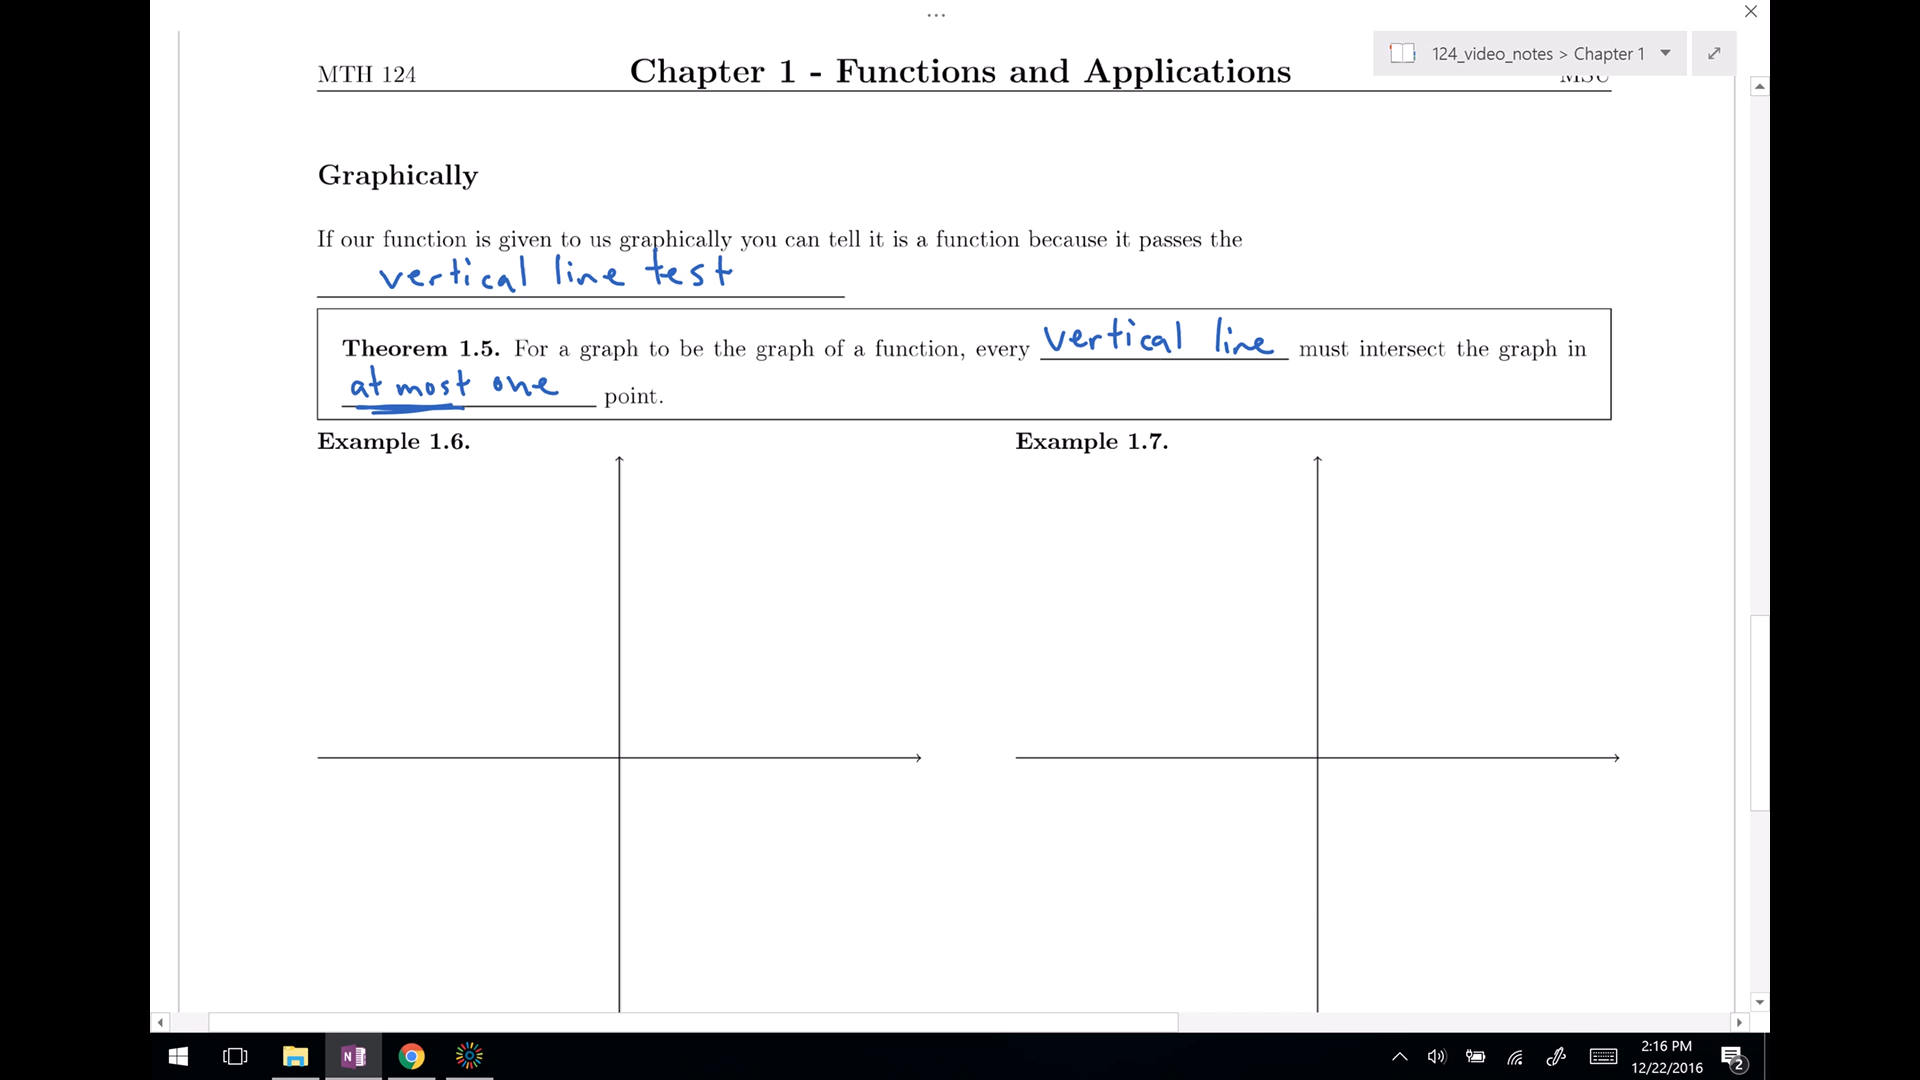 ...
124_video_notes > Chapter 1
MTH 124 Chapter 1 - Functions and Applications MSU
Graphically
If our function is given to us graphically you can tell it is a function because it passes the
vertical line test
Theorem 1.5. For a graph to be the graph of a function, every vertical line must intersect the graph in
at most one point.
Example 1.6. Example 1.7.
2:16 PM
12/22/2016
2